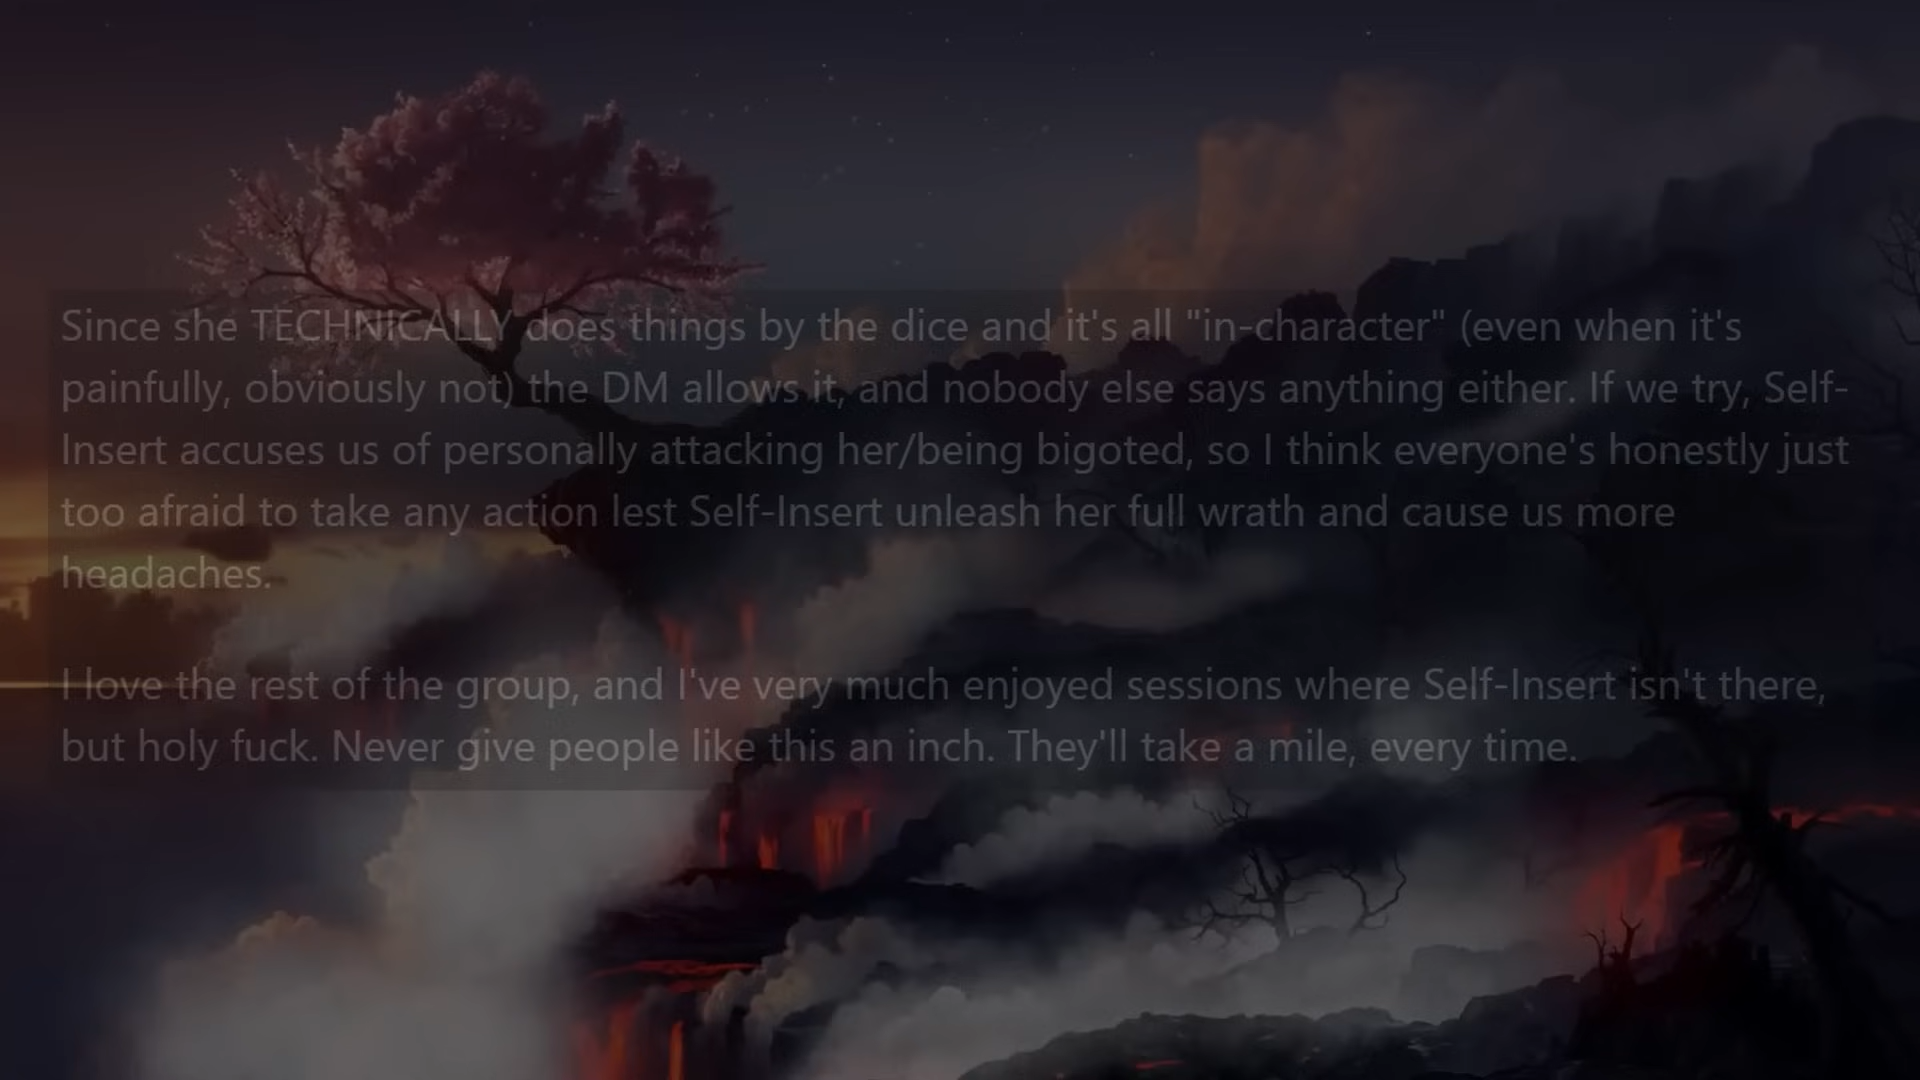 Since she TECHNICALLY does things by the dice and it's all "in-character" (even when it's
painfully, obviously not) the DM allows it, and nobody else says anything either. If we try, Self-
Insert accuses us of personally attacking her/being bigoted, so I think everyone's honestly just
too afraid to take any action lest Self-Insert unleash her full wrath and cause us more
headaches.
I love the rest of the group, and I've very much enjoyed sessions where Self-Insert isn't there,
but holy fuck. Never give people like this an inch. They'll take a mile, every time.